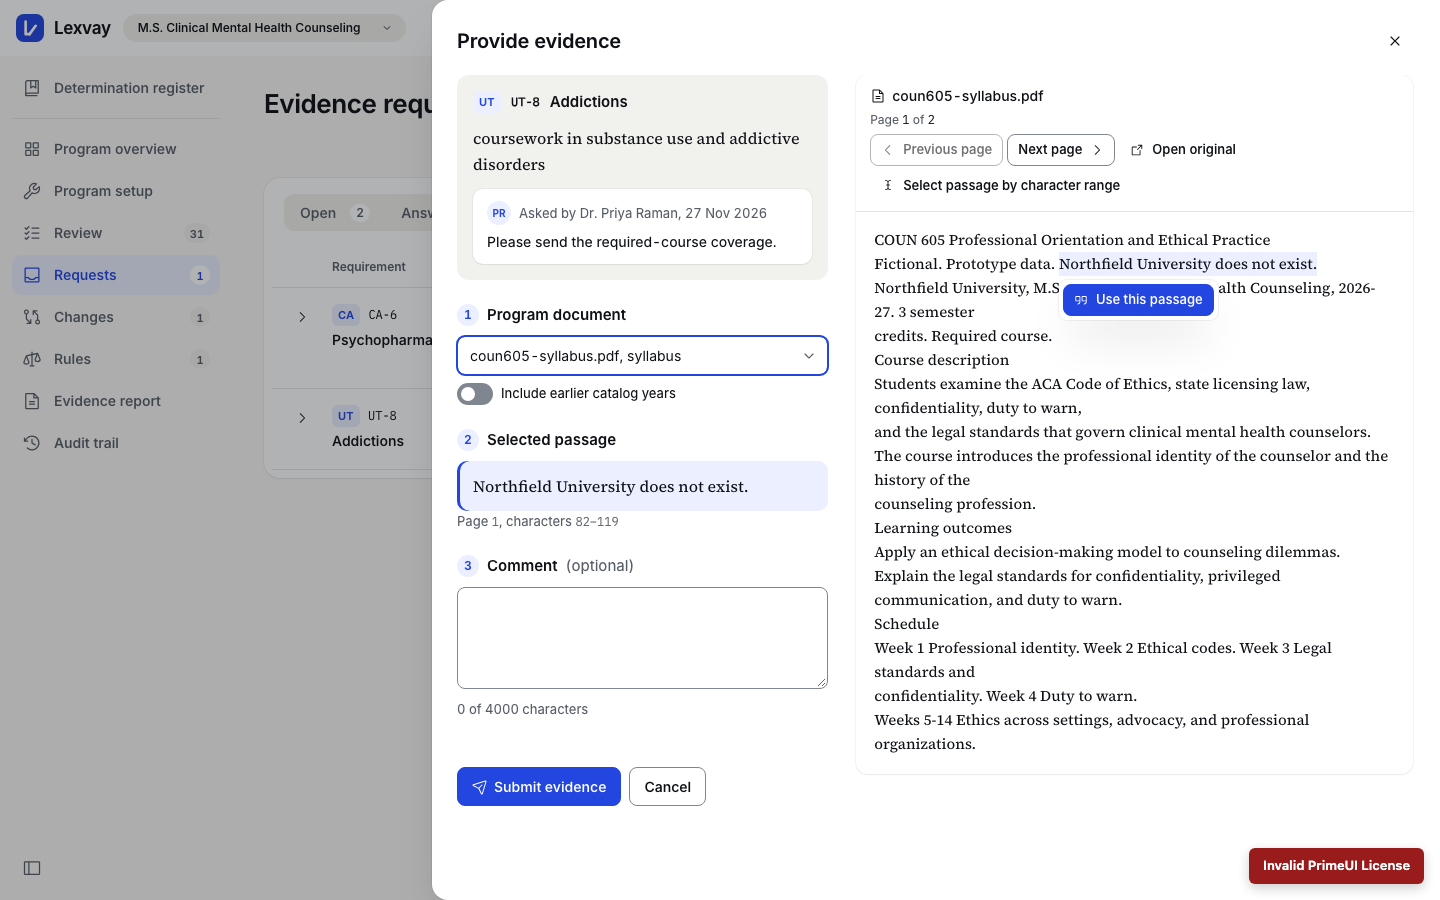 Lexvay
M.S. Clinical Mental Health Counseling
Determination register
Program overview
Program setup
Review 31
Requests 1
Changes 1
Rules 1
Evidence report
Audit trail
Evidence requ
Open 2 Answ
Requirement
CA CA-6
Psychopharma
UT UT-8
Addictions
Provide evidence
UT UT-8 Addictions
coursework in substance use and addictive
disorders
PR Asked by Dr. Priya Raman, 27 Nov 2026
Please send the required-course coverage.
1 Program document
coun605-syllabus.pdf, syllabus
Include earlier catalog years
2 Selected passage
Northfield University does not exist.
Page 1, characters 82–119
3 Comment (optional)
0 of 4000 characters
Submit evidence
Cancel
coun605-syllabus.pdf
Page 1 of 2
Previous page
Next page
Open original
Select passage by character range
COUN 605 Professional Orientation and Ethical Practice
Fictional. Prototype data. Northfield University does not exist.
Northfield University, M.S alth Counseling, 2026-
Use this passage
27. 3 semester
credits. Required course.
Course description
Students examine the ACA Code of Ethics, state licensing law,
confidentiality, duty to warn,
and the legal standards that govern clinical mental health counselors.
The course introduces the professional identity of the counselor and the
history of the
counseling profession.
Learning outcomes
Apply an ethical decision-making model to counseling dilemmas.
Explain the legal standards for confidentiality, privileged
communication, and duty to warn.
Schedule
Week 1 Professional identity. Week 2 Ethical codes. Week 3 Legal
standards and
confidentiality. Week 4 Duty to warn.
Weeks 5-14 Ethics across settings, advocacy, and professional
organizations.
Invalid PrimeUI License